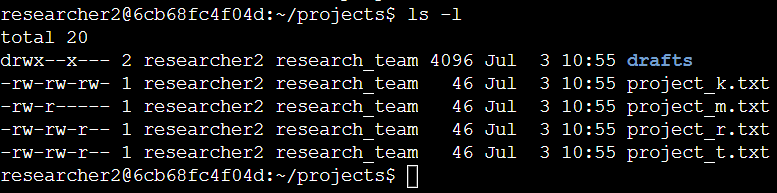 researcher2@6cb68fc4f04d:~/projects$ ls -l
total 20
drwx--x--- 2 researcher2 research_team 4096 Jul  3 10:55 drafts
-rw-rw-rw- 1 researcher2 research_team   46 Jul  3 10:55 project_k.txt
-rw-r----- 1 researcher2 research_team   46 Jul  3 10:55 project_m.txt
-rw-rw-r-- 1 researcher2 research_team   46 Jul  3 10:55 project_r.txt
-rw-rw-r-- 1 researcher2 research_team   46 Jul  3 10:55 project_t.txt
researcher2@6cb68fc4f04d:~/projects$